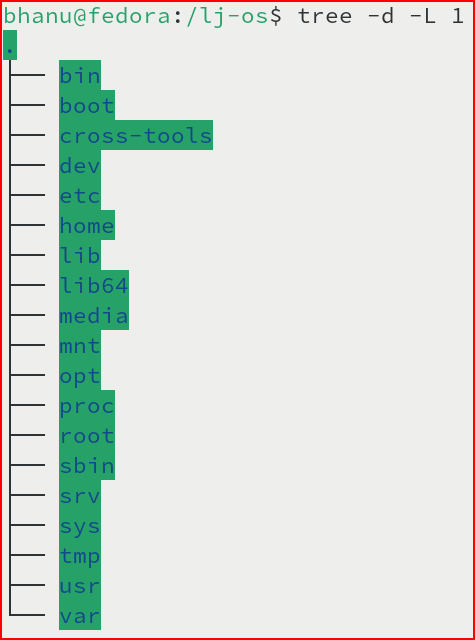 bhanu@fedora:/lj-os$ tree -d -L 1
.
├── bin
├── boot
├── cross-tools
├── dev
├── etc
├── home
├── lib
├── lib64
├── media
├── mnt
├── opt
├── proc
├── root
├── sbin
├── srv
├── sys
├── tmp
├── usr
└── var